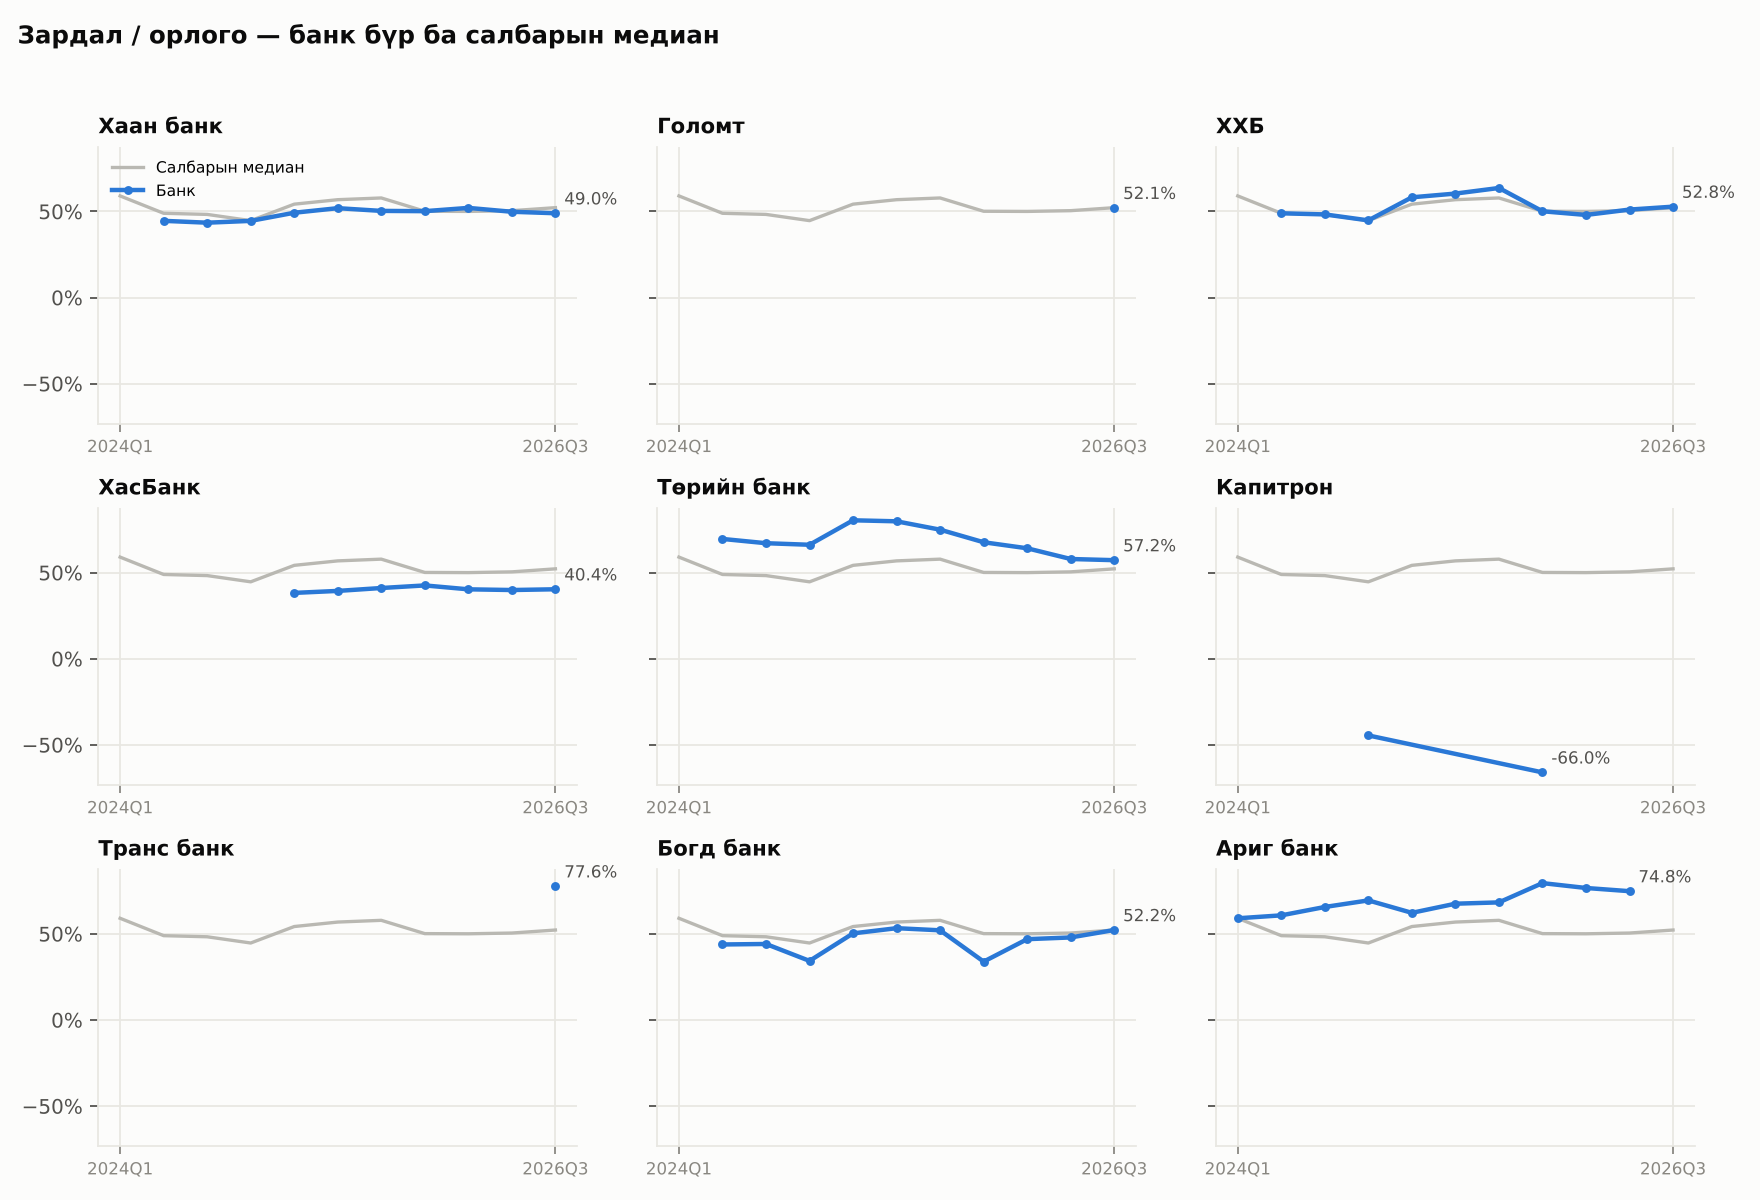 Зардал / орлого — банк бүр ба салбарын медиан
Хаан банк
Голомт
ХХБ
Салбарын медиан
Банк
49.0%
52.1%
52.8%
50%
0%
−50%
2024Q1
2026Q3
2024Q1
2026Q3
2024Q1
2026Q3
ХасБанк
Төрийн банк
Капитрон
40.4%
57.2%
-66.0%
50%
0%
−50%
2024Q1
2026Q3
2024Q1
2026Q3
2024Q1
2026Q3
Транс банк
Богд банк
Ариг банк
77.6%
52.2%
74.8%
50%
0%
−50%
2024Q1
2026Q3
2024Q1
2026Q3
2024Q1
2026Q3